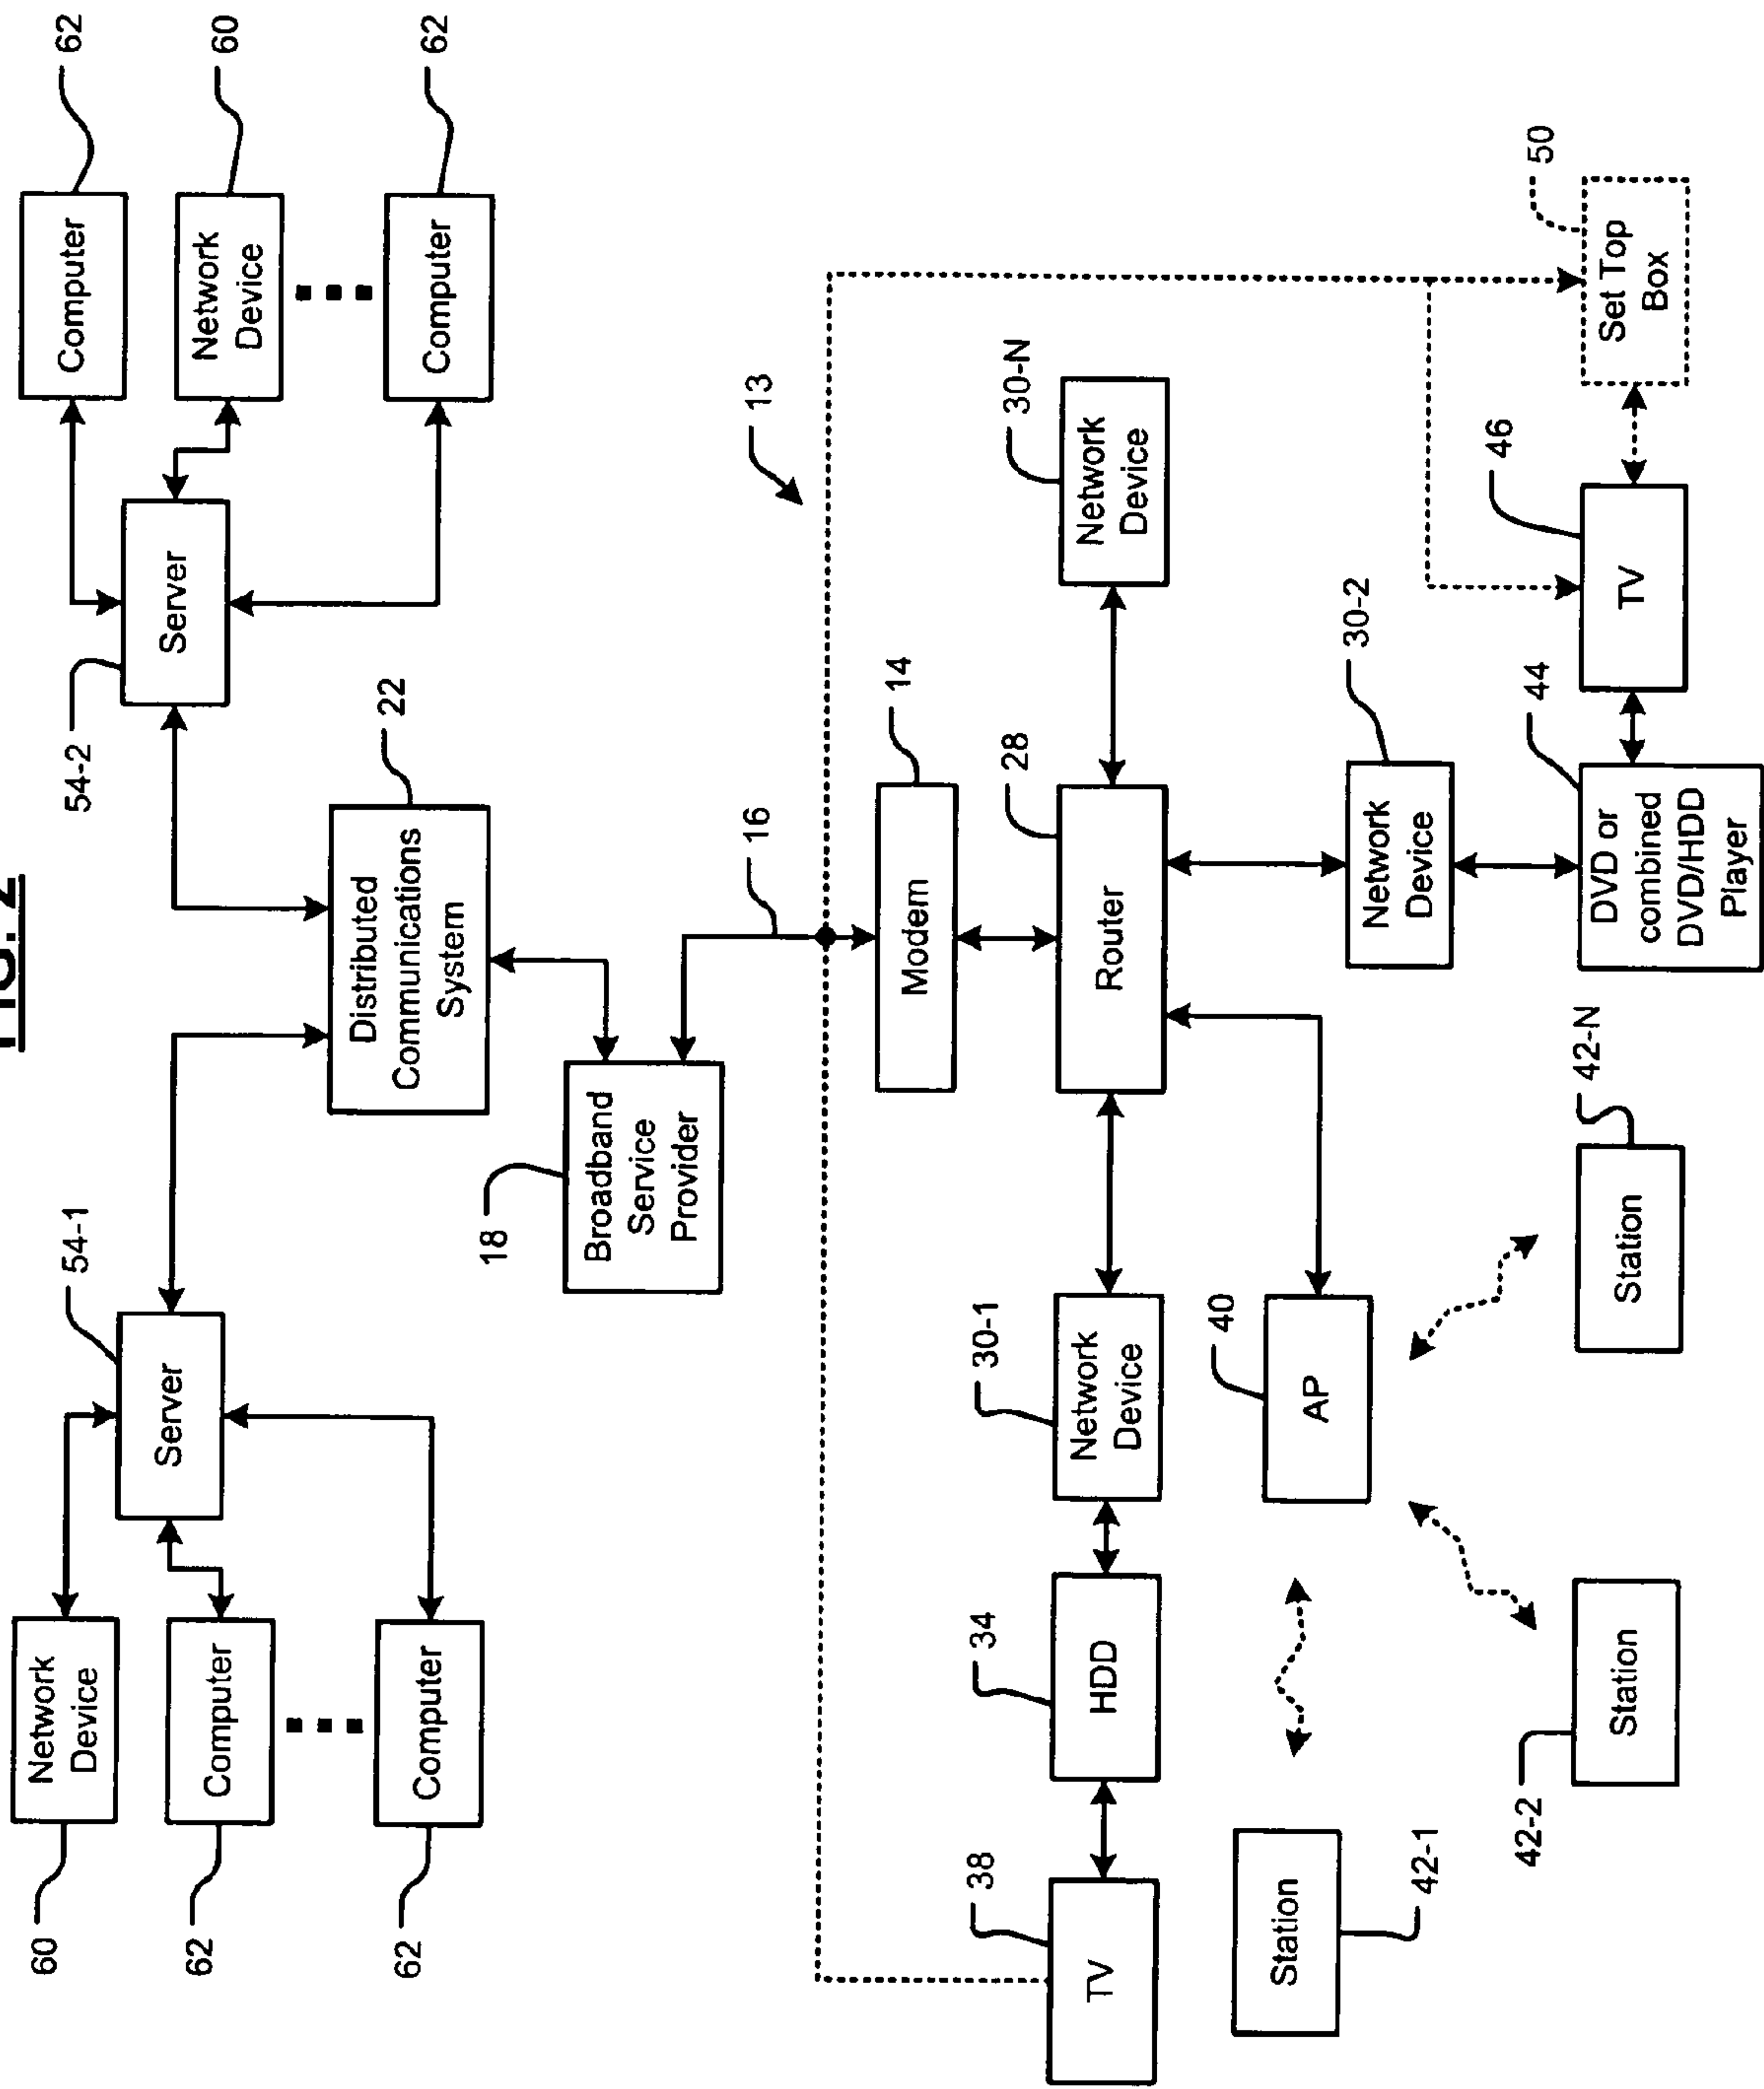 FIG. 2
60
Network
Device
62
Computer
62
Computer
Server
54-1
54-2
Server
Computer
62
Network
Device
60
Computer
62
Distributed
Communications
System
22
18
Broadband
Service
Provider
16
13
Modem
14
Router
28
38
TV
34
HDD
30-1
Network
Device
30-N
Network
Device
40
AP
Station
42-1
42-2
Station
42-N
Station
30-2
Network
Device
44
DVD or
combined
DVD/HDD
Player
46
TV
50
Set Top
Box